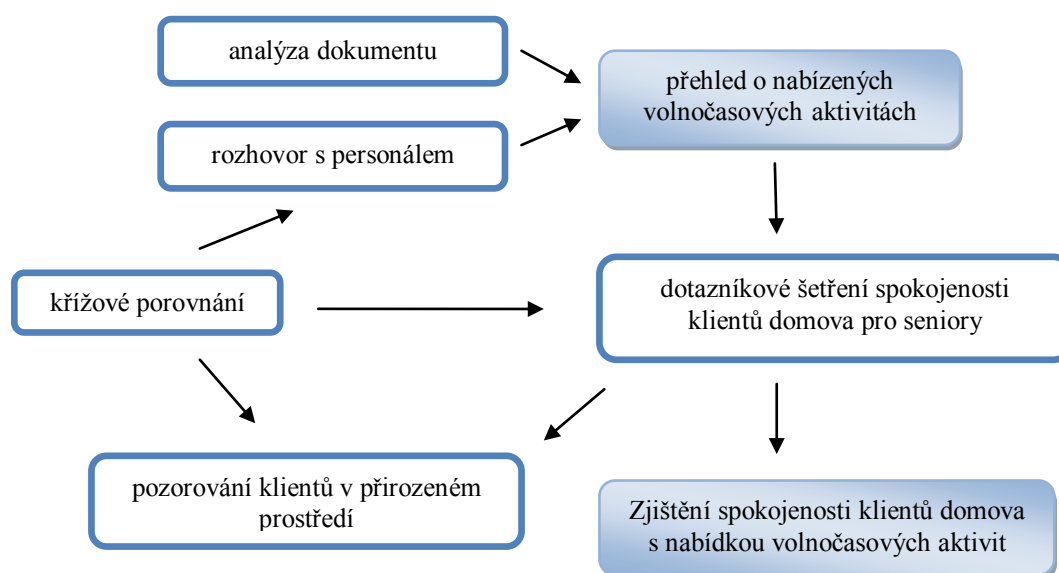 analýza dokumentu
přehled o nabízených
volnočasových aktivitách
rozhovor s personálem
křížové porovnání
dotazníkové šetření spokojenosti
klientů domova pro seniory
pozorování klientů v přirozeném
prostředí
Zjištění spokojenosti klientů domova
s nabídkou volnočasových aktivit